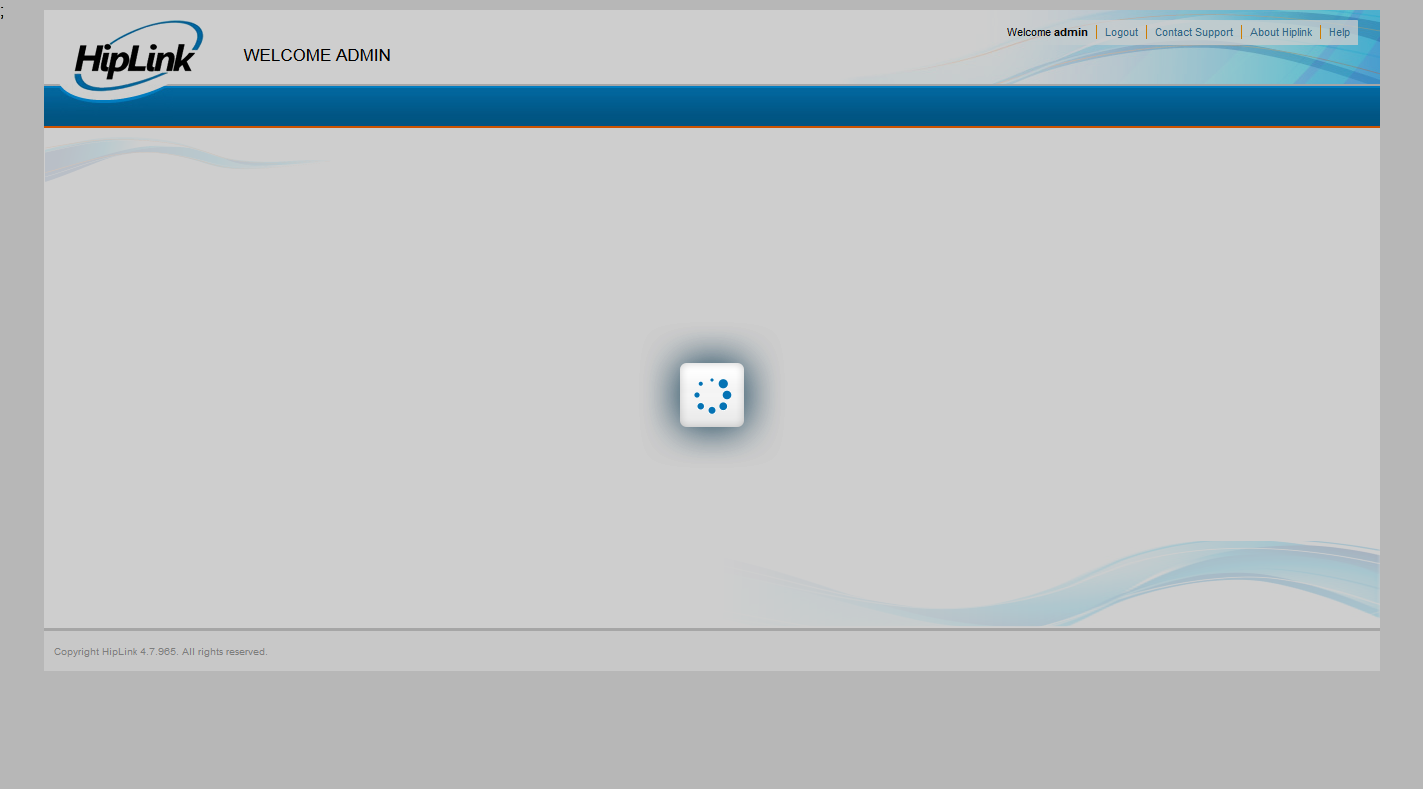 ;
HipLink
WELCOME ADMIN
Welcome admin Logout Contact Support About Hiplink Help
Copyright HipLink 4.7.965. All rights reserved.